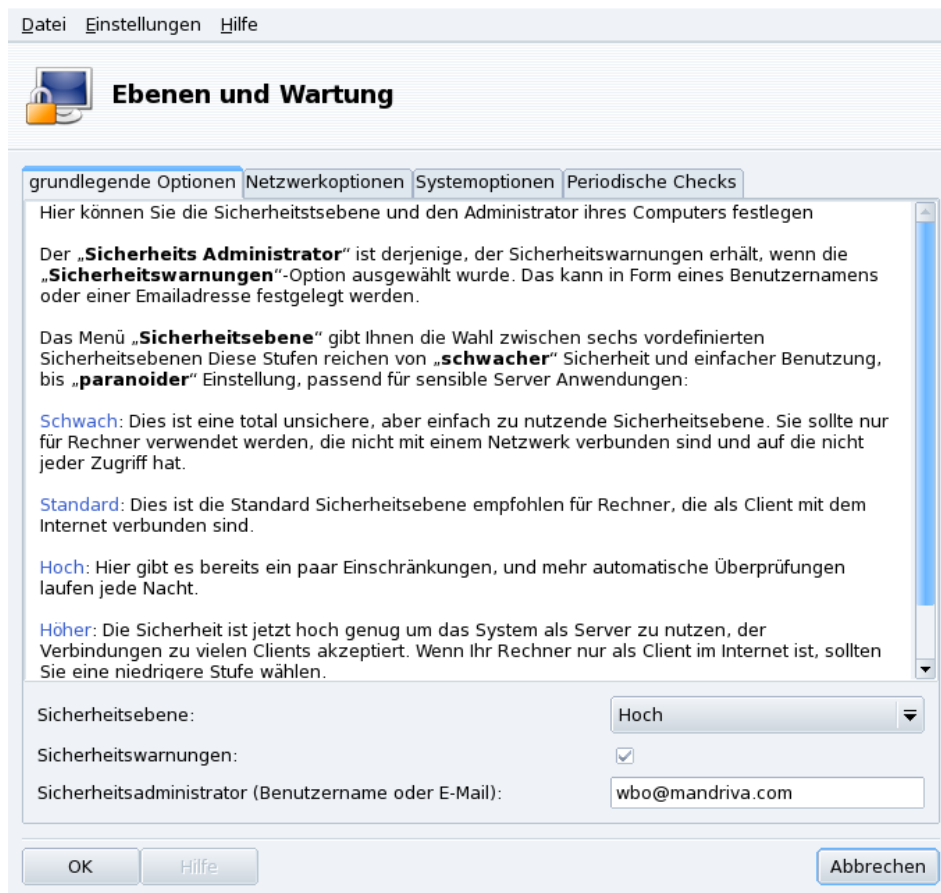 Datei Einstellungen Hilfe
Ebenen und Wartung
grundlegende Optionen Netzwerkoptionen Systemoptionen Periodische Checks
Hier können Sie die Sicherheitstsebene und den Administrator ihres Computers festlegen
Der „Sicherheits Administrator“ ist derjenige, der Sicherheitswarnungen erhält, wenn die
„Sicherheitswarnungen“-Option ausgewählt wurde. Das kann in Form eines Benutzernamens
oder einer Emailadresse festgelegt werden.
Das Menü „Sicherheitsebene“ gibt Ihnen die Wahl zwischen sechs vordefinierten
Sicherheitsebenen Diese Stufen reichen von „schwacher“ Sicherheit und einfacher Benutzung,
bis „paranoider“ Einstellung, passend für sensible Server Anwendungen:
Schwach: Dies ist eine total unsichere, aber einfach zu nutzende Sicherheitsebene. Sie sollte nur
für Rechner verwendet werden, die nicht mit einem Netzwerk verbunden sind und auf die nicht
jeder Zugriff hat.
Standard: Dies ist die Standard Sicherheitsebene empfohlen für Rechner, die als Client mit dem
Internet verbunden sind.
Hoch: Hier gibt es bereits ein paar Einschränkungen, und mehr automatische Überprüfungen
laufen jede Nacht.
Höher: Die Sicherheit ist jetzt hoch genug um das System als Server zu nutzen, der
Verbindungen zu vielen Clients akzeptiert. Wenn Ihr Rechner nur als Client im Internet ist, sollten
Sie eine niedrigere Stufe wählen.
Sicherheitsebene: Hoch
Sicherheitswarnungen:
Sicherheitsadministrator (Benutzername oder E-Mail): wbo@mandriva.com
OK Hilfe Abbrechen